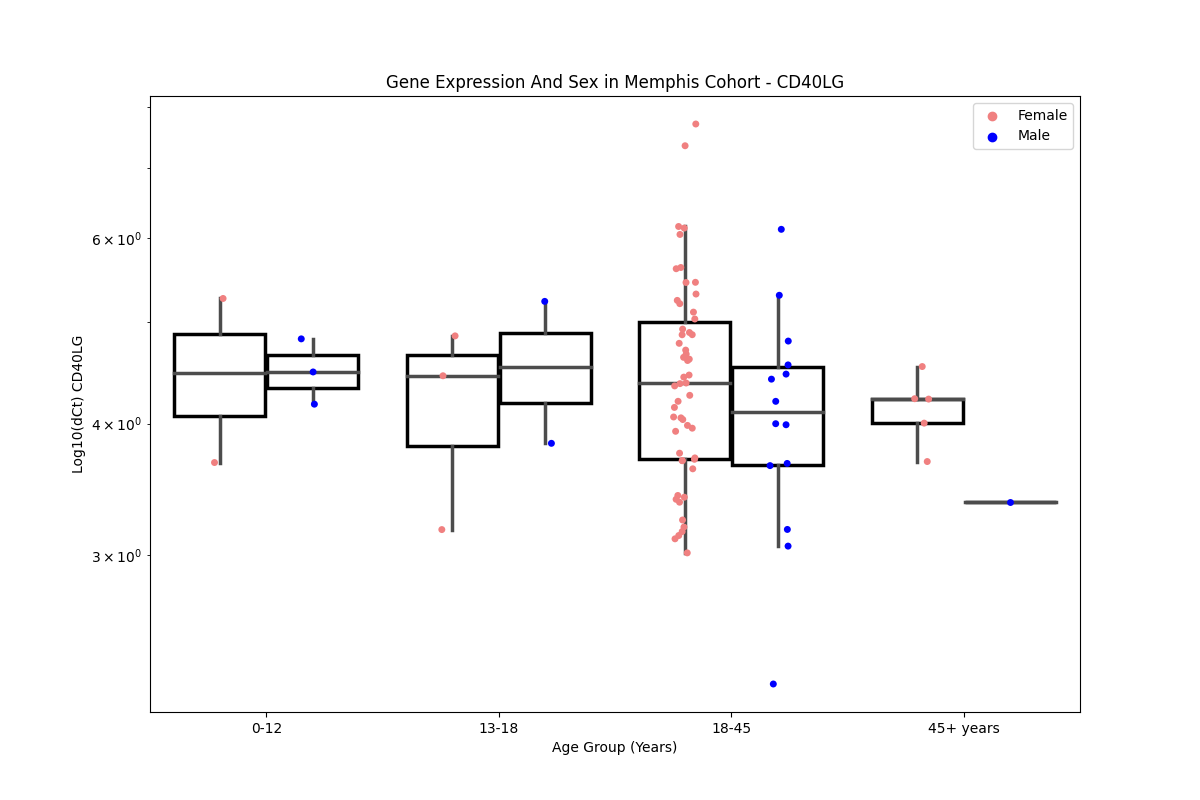 Gene Expression And Sex in Memphis Cohort - CD40LG
Female
Male
Log10(dCt) CD40LG
6 × 10⁰
4 × 10⁰
3 × 10⁰
0-12
13-18
18-45
45+ years
Age Group (Years)